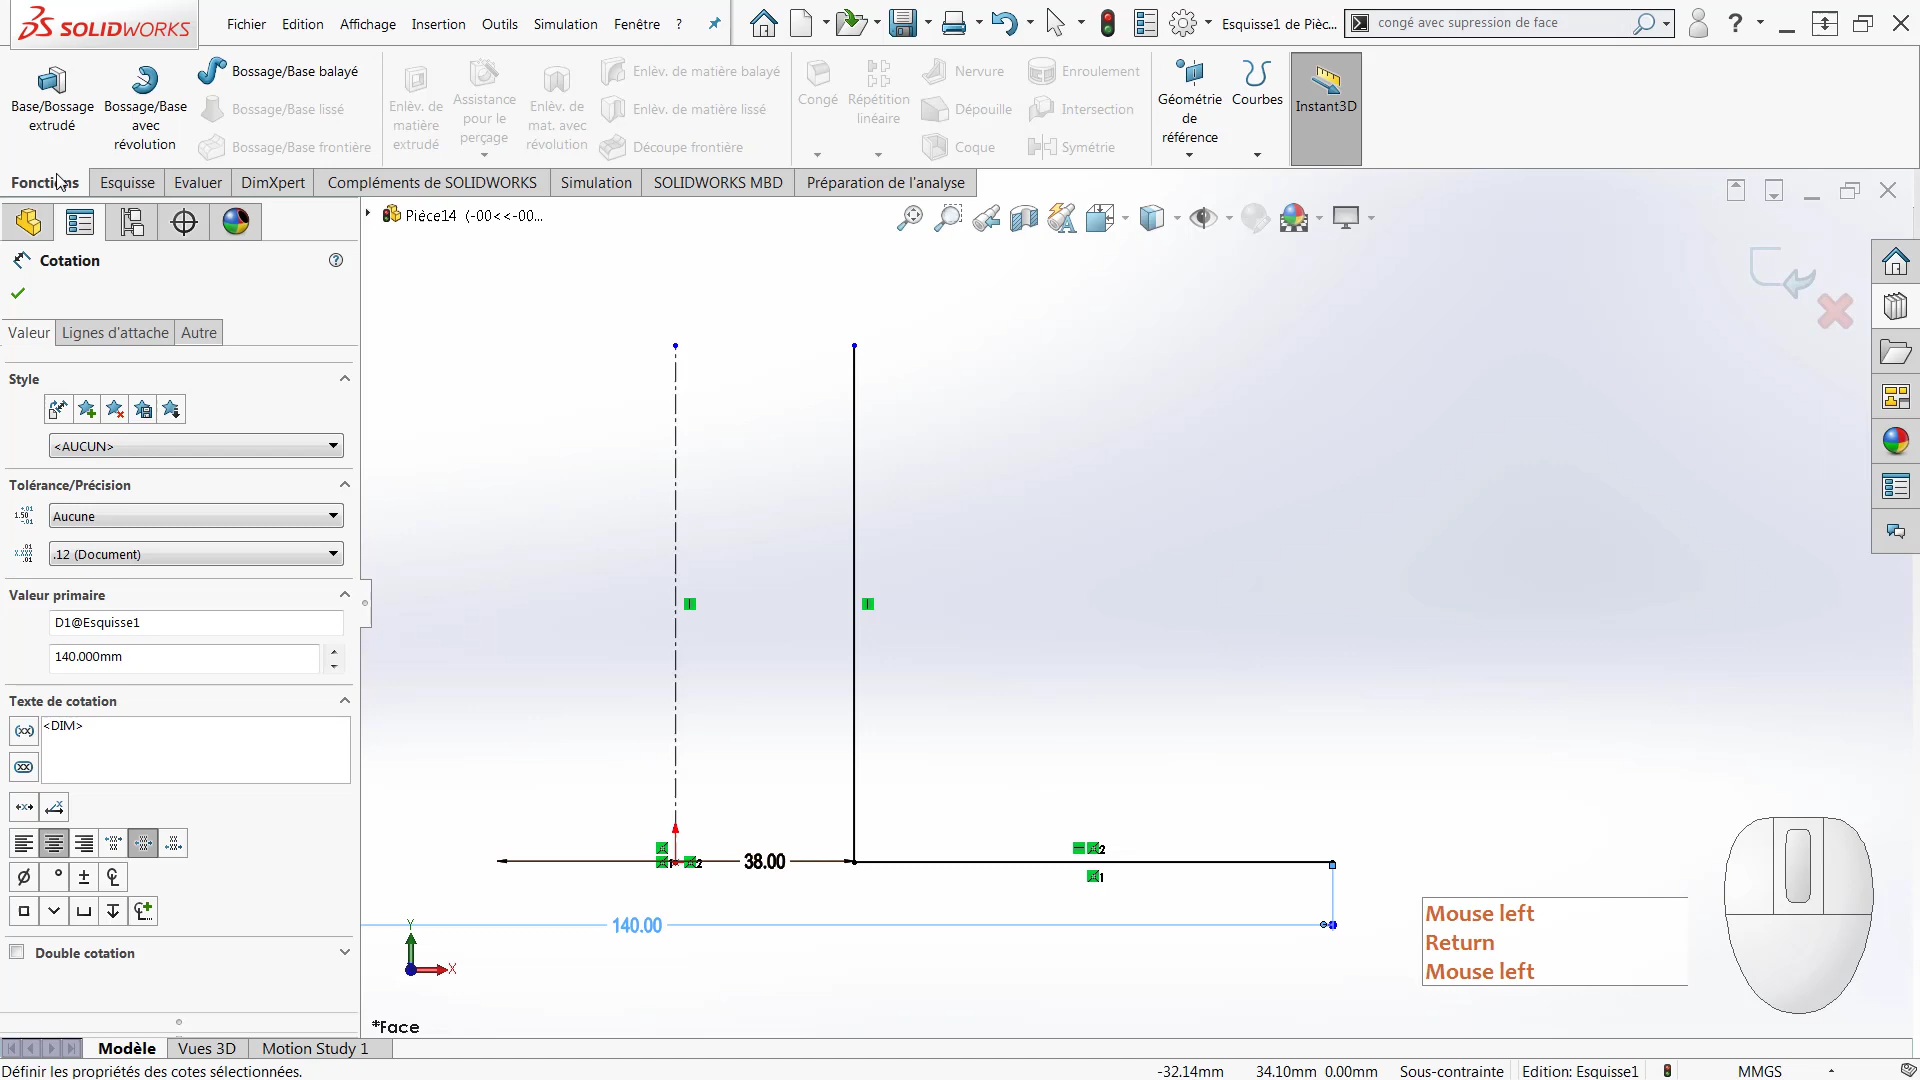 SOLIDWORKS
Fichier Edition Affichage Insertion Outils Simulation Fenêtre ?
Esquisse1 de Pièc...
congé avec supression de face
?
Base/Bossage extrudé
Bossage/Base avec révolution
Bossage/Base balayé
Bossage/Base lissé
Bossage/Base frontière
Enlèv. de matière extrudé
Assistance pour le perçage
Enlèv. de mat. avec révolution
Enlèv. de matière balayé
Enlèv. de matière lissé
Découpe frontière
Congé
Répétition linéaire
Nervure
Dépouille
Coque
Enroulement
Intersection
Symétrie
Géométrie de référence
Courbes
Instant3D
Fonctions Esquisse Evaluer DimXpert Compléments de SOLIDWORKS Simulation SOLIDWORKS MBD Préparation de l'analyse
Pièce14 (-00<<-00...
Cotation
Valeur Lignes d'attache Autre
Style
<AUCUN>
Tolérance/Précision
Aucune
.12 (Document)
Valeur primaire
D1@Esquisse1
140.000mm
Texte de cotation
<DIM>
Double cotation
38.00
140.00
2
1
2
1
Y
X
*Face
Mouse left
Return
Mouse left
Modèle Vues 3D Motion Study 1
Définir les propriétés des cotes sélectionnées.
-32.14mm 34.10mm 0.00mm Sous-contrainte Edition: Esquisse1 MMGS